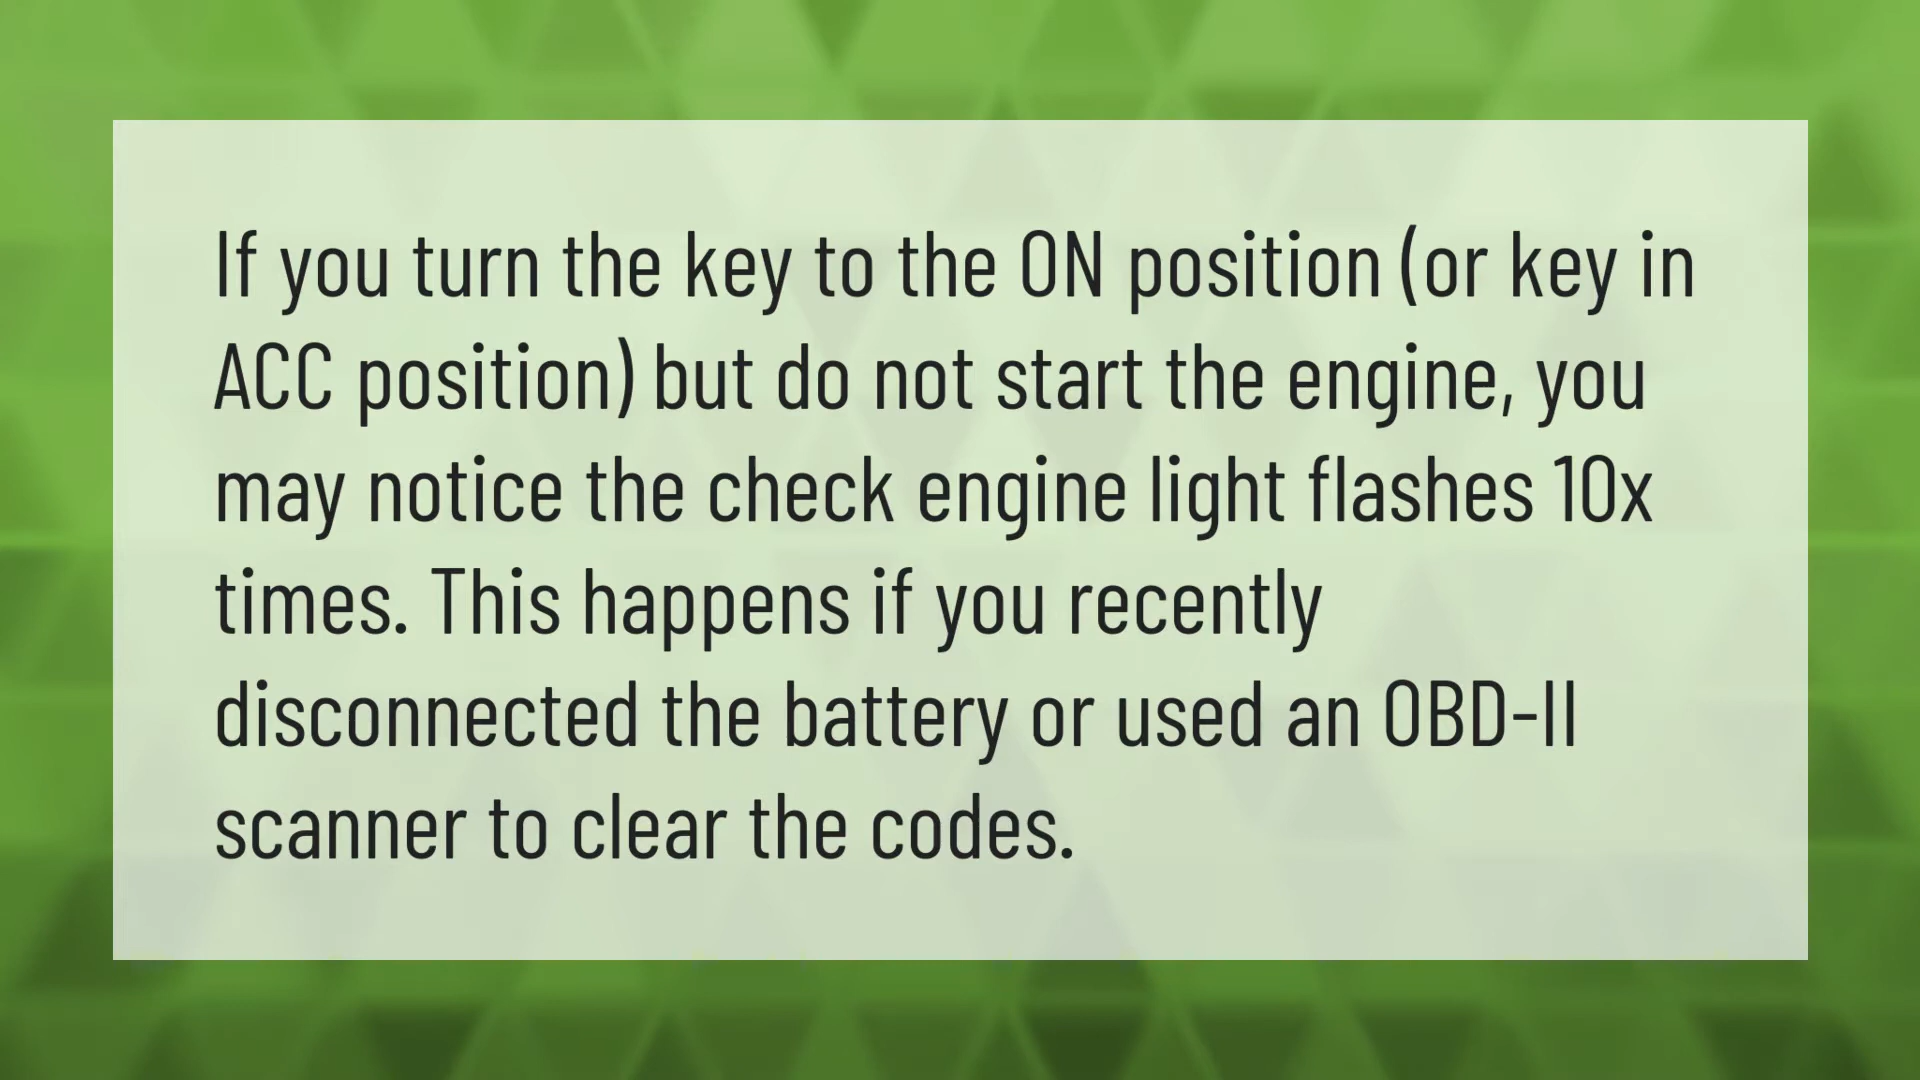 If you turn the key to the ON position (or key in
ACC position) but do not start the engine, you
may notice the check engine light flashes 10x
times. This happens if you recently
disconnected the battery or used an OBD-II
scanner to clear the codes.